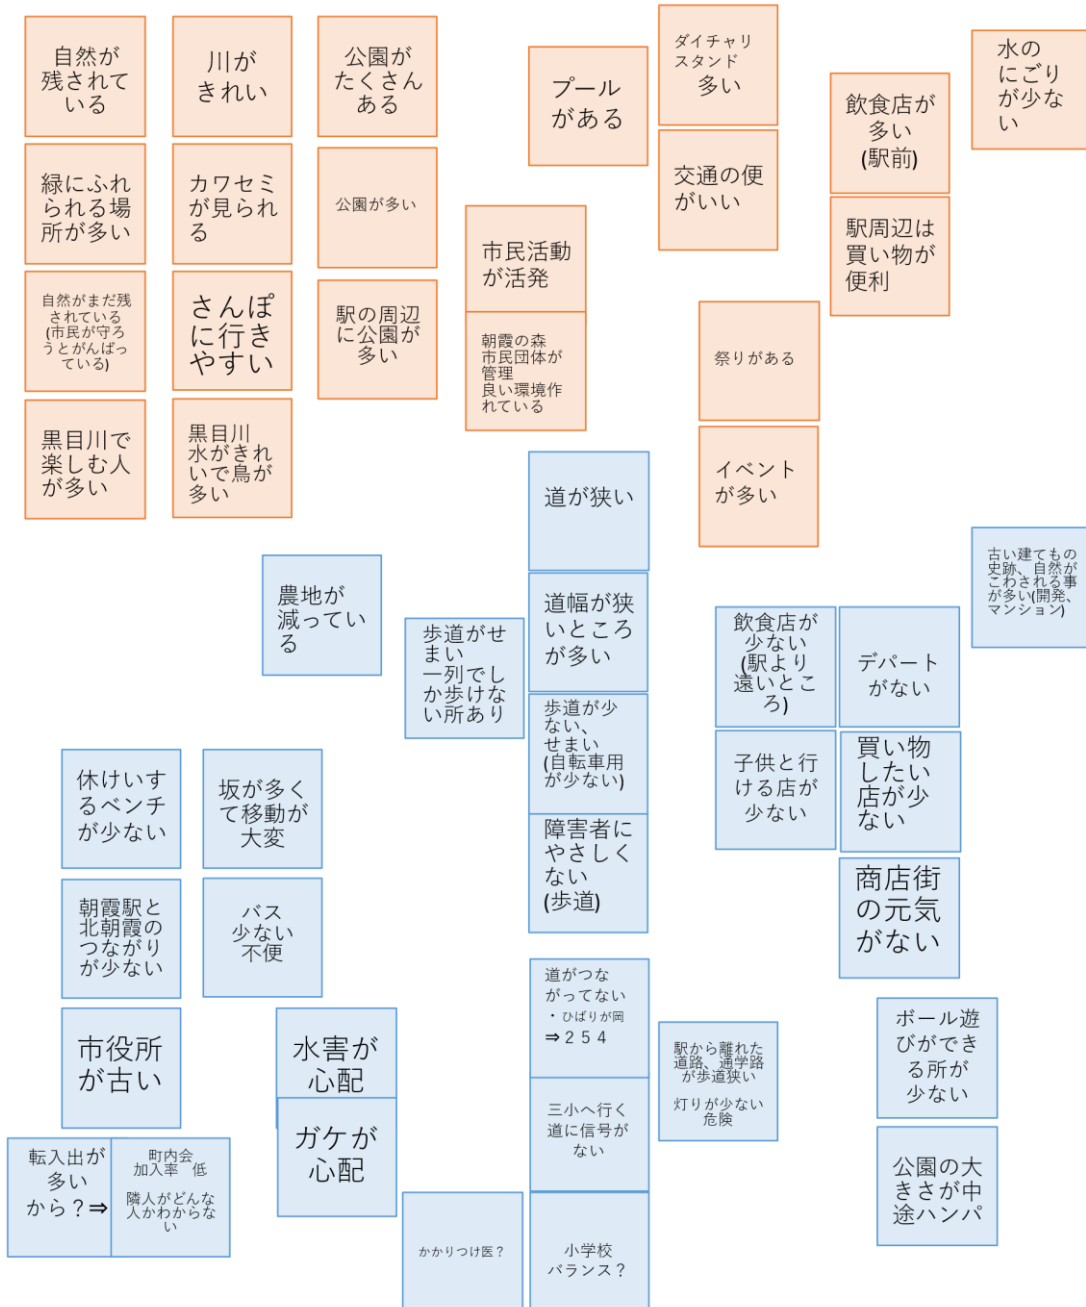 自然が
残されて
いる
川が
きれい
公園が
たくさん
ある
プール
がある
ダイチャリ
スタンド
多い
水の
にごり
が少な
い
飲食店が
多い
(駅前)
緑にふれ
られる場
所が多い
カワセミ
が見られ
る
公園が多い
交通の便
がいい
市民活動
が活発
駅周辺は
買い物が
便利
自然がまだ残
されている
(市民が守ろ
うとがんばっ
ている)
さんぽ
に行き
やすい
駅の周辺
に公園が
多い
朝霞の森
市民団体が
管理
良い環境作
れている
祭りがある
黒目川で
楽しむ人
が多い
黒目川
水がきれ
いで鳥が
多い
イベント
が多い
道が狭い
農地が
減ってい
る
歩道がせ
まい
一列でし
か歩けな
い所あり
道幅が狭
いところ
が多い
飲食店が
少ない
(駅より
遠いとこ
ろ)
デパート
がない
古い建てもの
史跡、自然が
こわされる事
が多い(開発、
マンション)
歩道が少
ない、
せまい
(自転車用
が少ない)
子供と行
ける店が
少ない
買い物
したい
店が少
ない
休けいす
るベンチ
が少ない
坂が多く
て移動が
大変
障害者に
やさしく
ない
(歩道)
商店街
の元気
がない
朝霞駅と
北朝霞の
つながり
が少ない
バス
少ない
不便
道がつな
がってない
・ひばりが岡
⇒２５４
市役所
が古い
水害が
心配
駅から離れた
道路、通学路
が歩道狭い
灯りが少ない
危険
ボール遊
びができ
る所が
少ない
ガケが
心配
三小へ行く
道に信号が
ない
転入出が
多い
から？⇒
町内会
加入率　低
隣人がどんな
人かわからな
い
公園の大
きさが中
途ハンパ
かかりつけ医？
小学校
バランス？